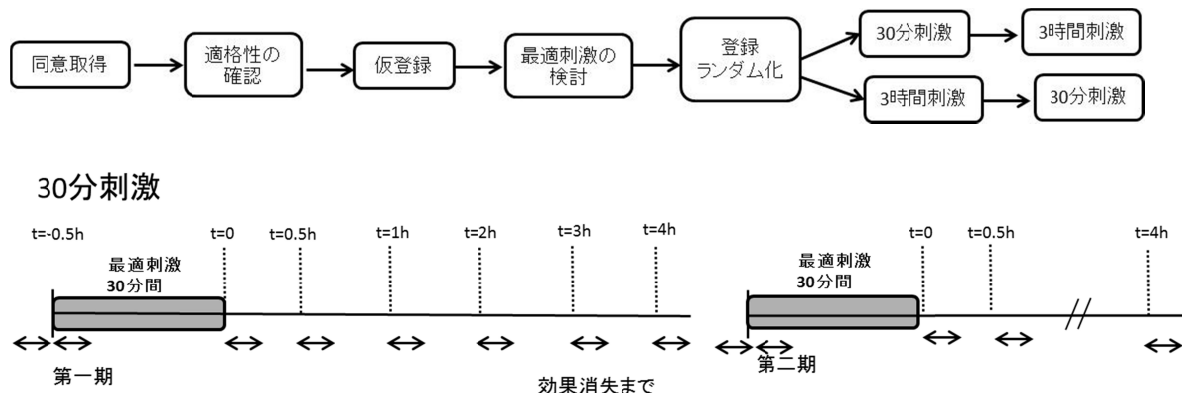 同意取得
適格性の
確認
仮登録
最適刺激の
検討
登録
ランダム化
30分刺激
3時間刺激
3時間刺激
30分刺激
30分刺激
t=-0.5h
t=0
t=0.5h
t=1h
t=2h
t=3h
t=4h
最適刺激
30分間
第一期
効果消失まで
t=0
t=0.5h
t=4h
最適刺激
30分間
第二期